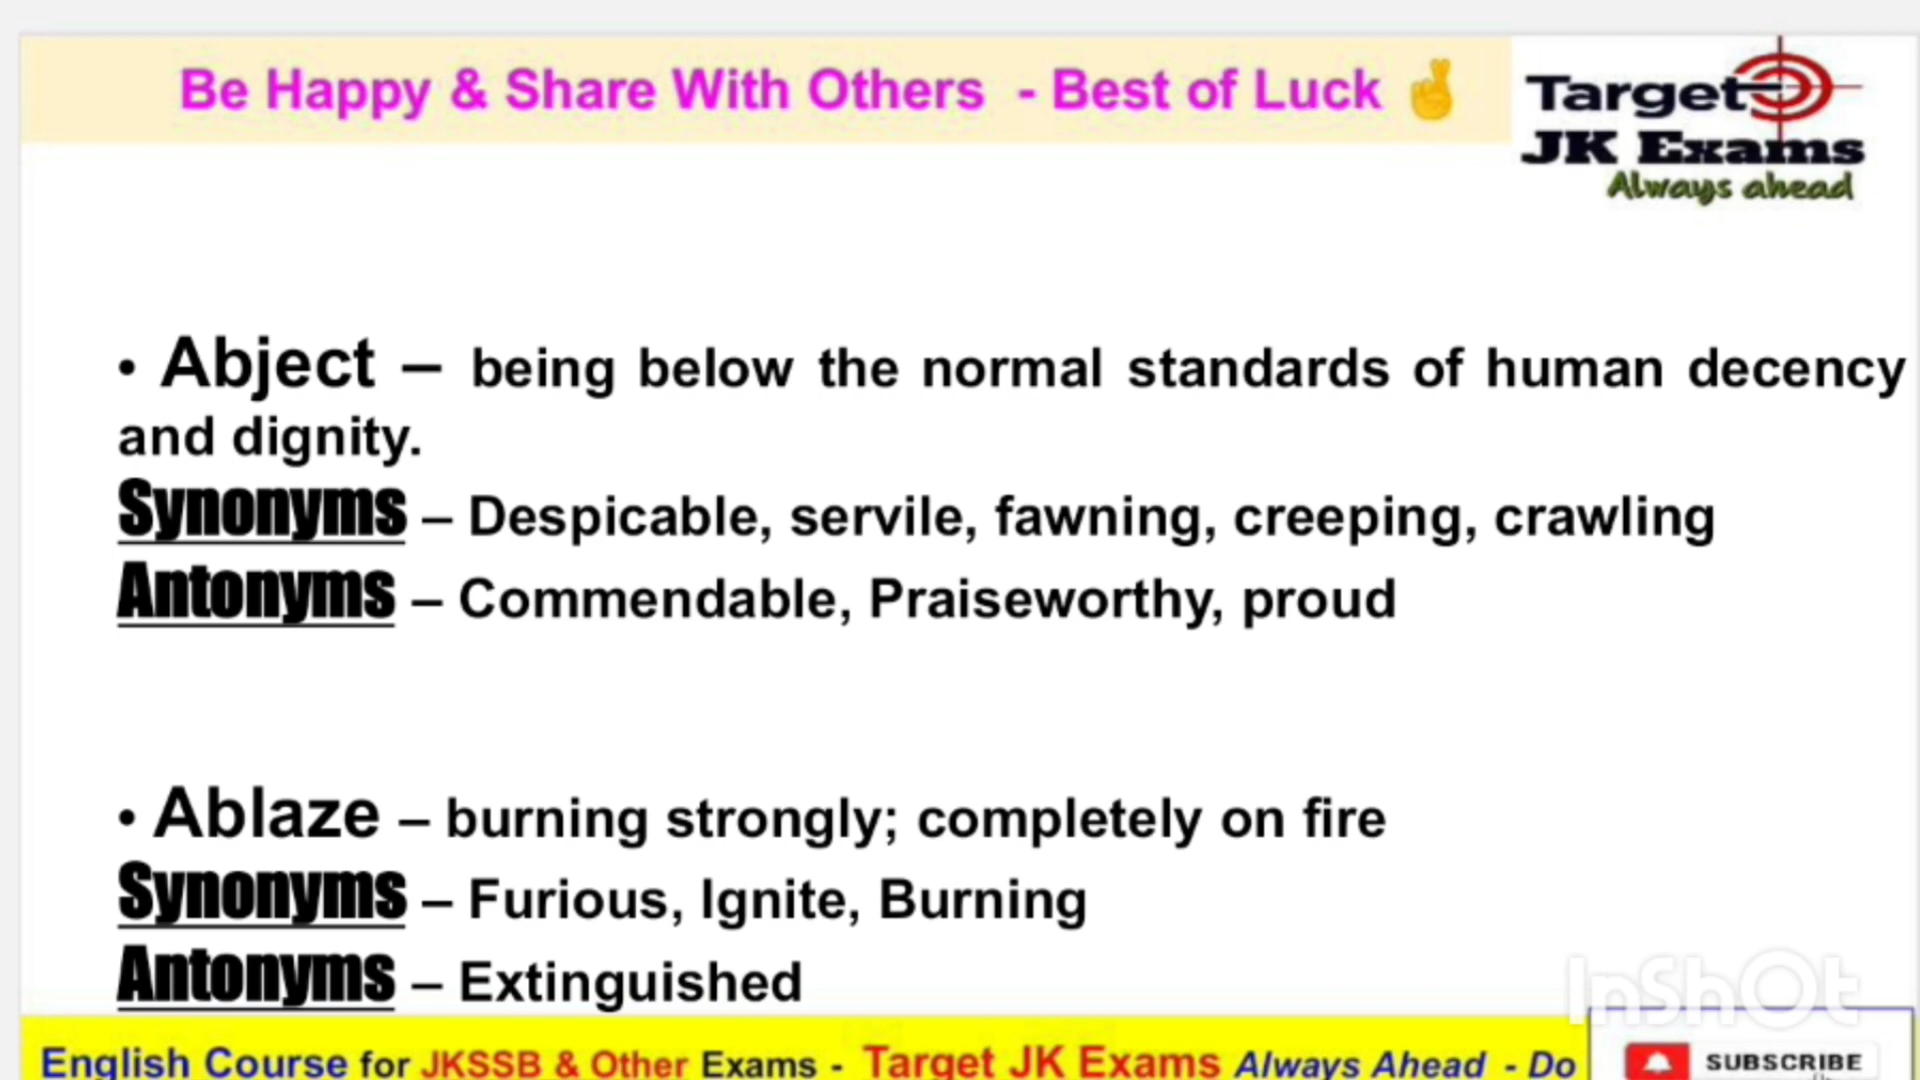 Be Happy & Share With Others - Best of Luck 🤞
Target
JK Exams
Always ahead
• Abject – being below the normal standards of human decency
and dignity.
Synonyms – Despicable, servile, fawning, creeping, crawling
Antonyms – Commendable, Praiseworthy, proud
• Ablaze – burning strongly; completely on fire
Synonyms – Furious, Ignite, Burning
Antonyms – Extinguished
InShOt
English Course for JKSSB & Other Exams - Target JK Exams Always Ahead - Do
SUBSCRIBE